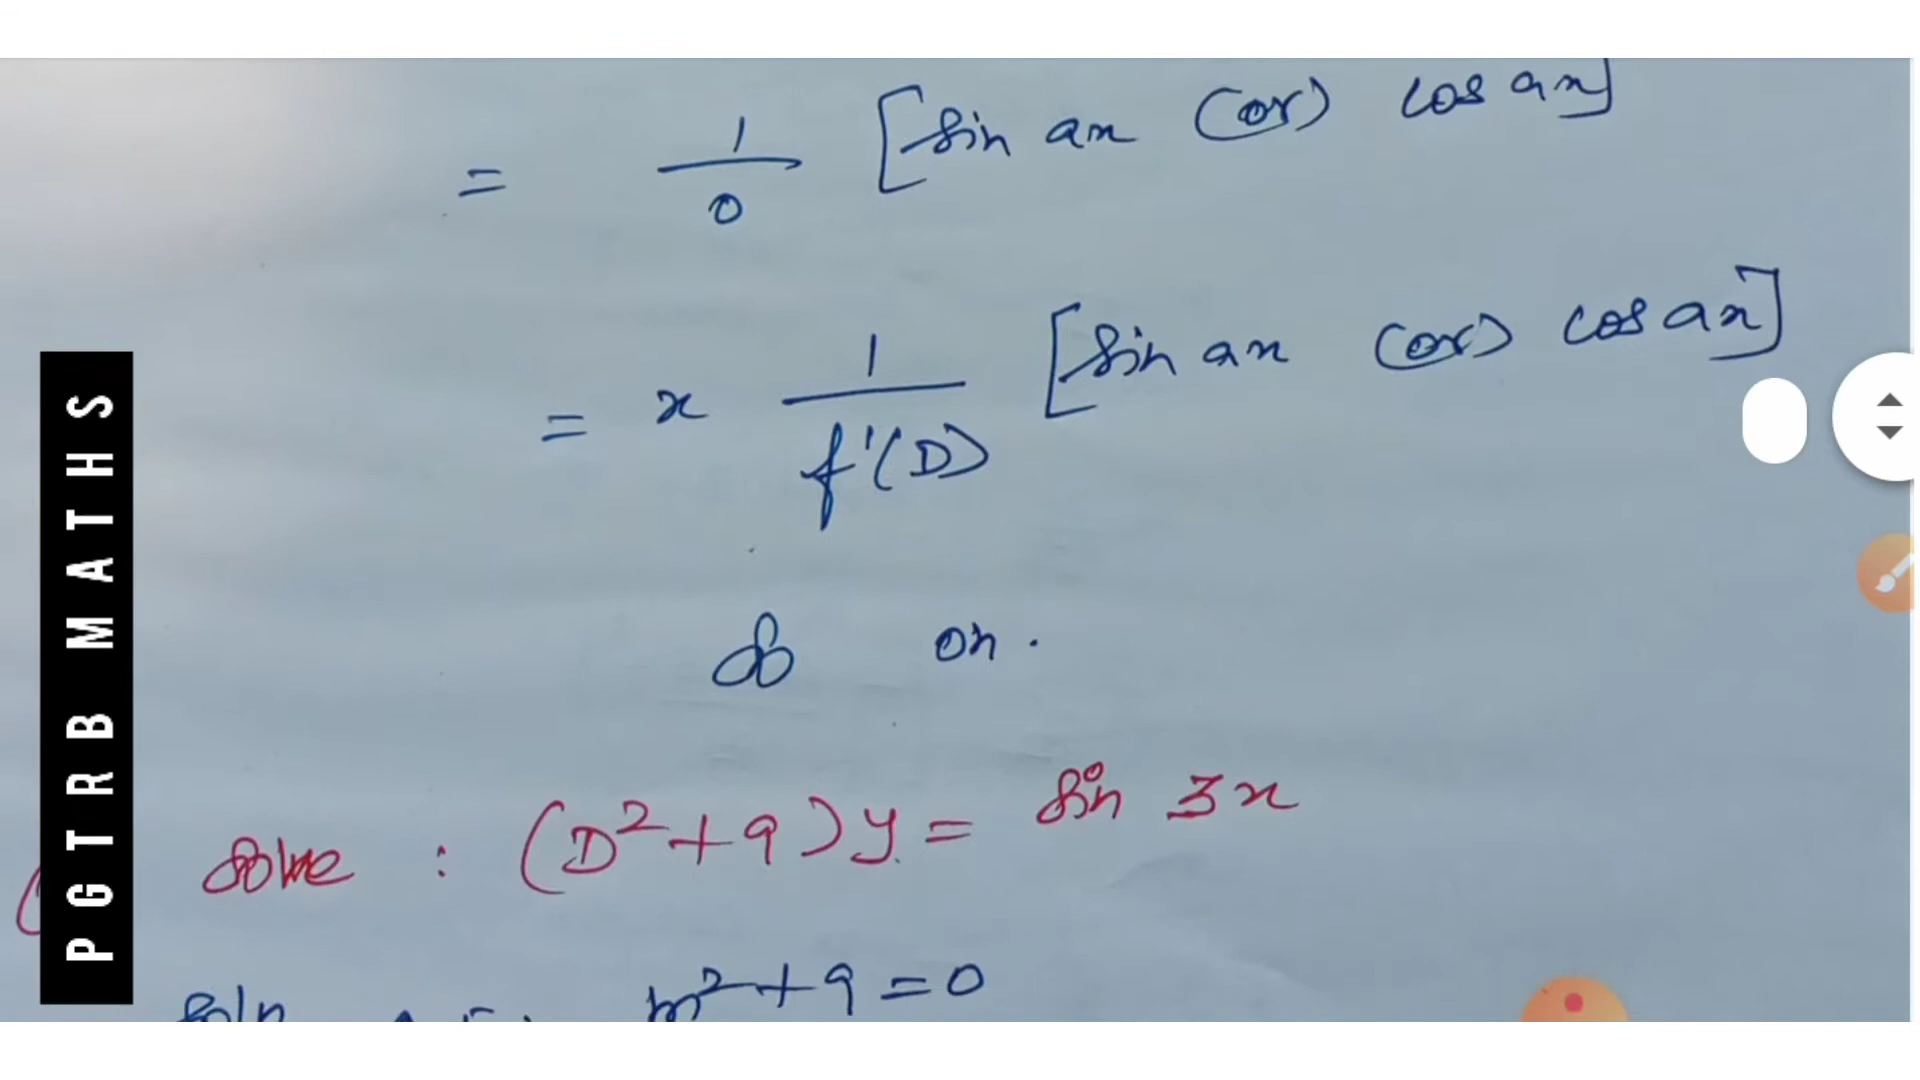 = 1/0 [sin ax (or) cos ax]
= x 1/f'(D) [sin ax (or) cos ax]
So on.
Solve : (D²+9)y = sin 3x
Soln m²+9=0
PGTRB MATHS